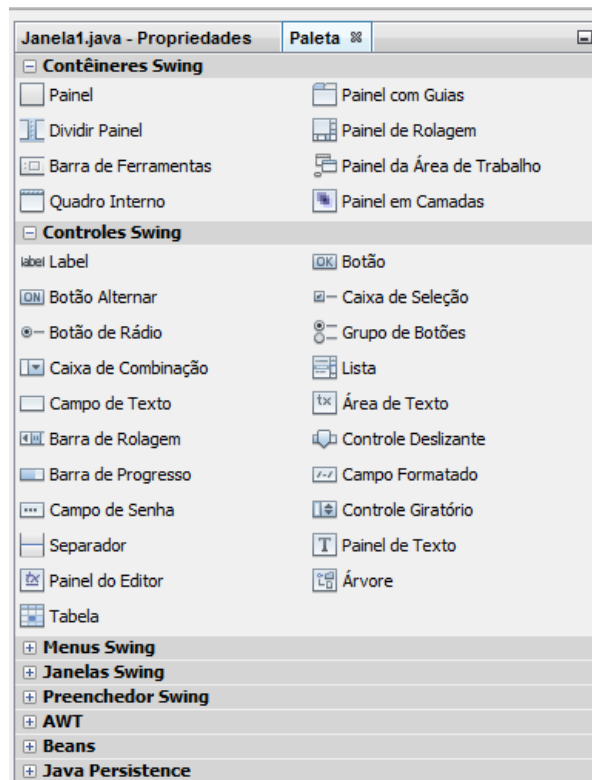 Janela1.java - Propriedades Paleta
Contêineres Swing
Painel Painel com Guias
Dividir Painel Painel de Rolagem
Barra de Ferramentas Painel da Área de Trabalho
Quadro Interno Painel em Camadas
Controles Swing
label Label OK Botão
ON Botão Alternar Caixa de Seleção
Botão de Rádio Grupo de Botões
Caixa de Combinação Lista
Campo de Texto tx Área de Texto
Barra de Rolagem Controle Deslizante
Barra de Progresso Campo Formatado
Campo de Senha Controle Giratório
Separador T Painel de Texto
Painel do Editor Árvore
Tabela
Menus Swing
Janelas Swing
Preenchedor Swing
AWT
Beans
Java Persistence